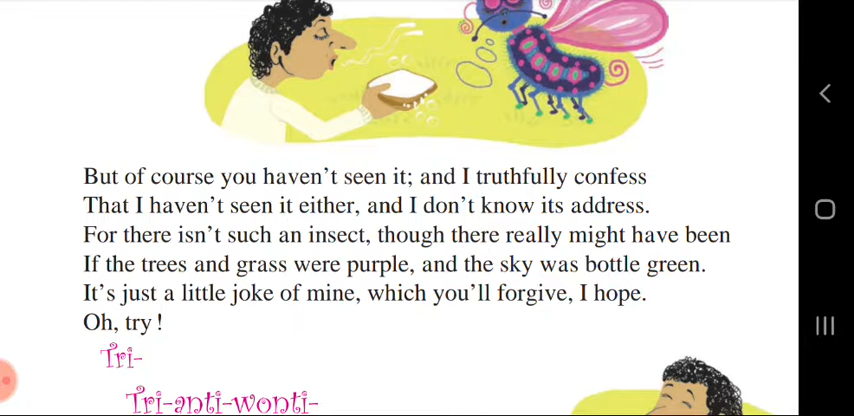 But of course you haven’t seen it; and I truthfully confess
That I haven’t seen it either, and I don’t know its address.
For there isn’t such an insect, though there really might have been
If the trees and grass were purple, and the sky was bottle green.
It’s just a little joke of mine, which you’ll forgive, I hope.
Oh, try!
Tri-
Tri-anti-wonti-